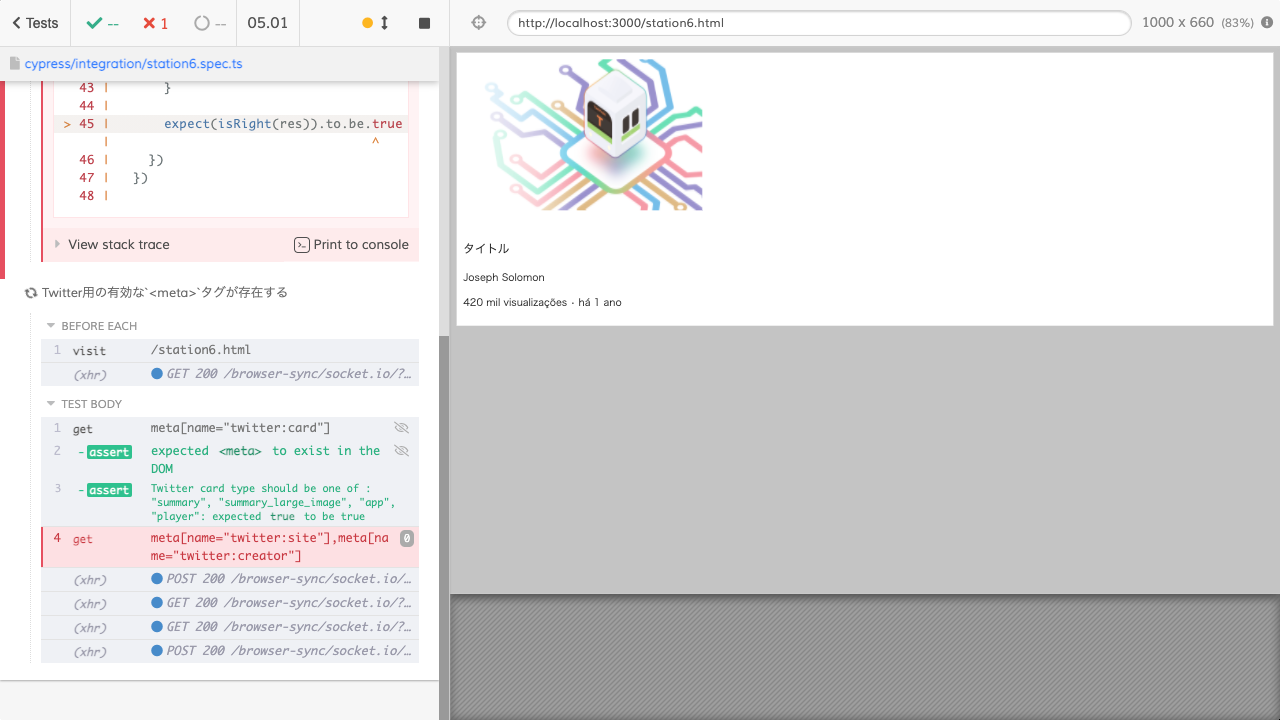 Tests
--
1
--
05.01
http://localhost:3000/station6.html
1000 x 660 (83%)
cypress/integration/station6.spec.ts
43 | }
44 |
> 45 | expect(isRight(res)).to.be.true
| ^
46 | })
47 | })
48 |
View stack trace
Print to console
Twitter用の有効な`<meta>`タグが存在する
BEFORE EACH
1 visit /station6.html
(xhr) GET 200 /browser-sync/socket.io/?…
TEST BODY
1 get meta[name="twitter:card"]
2 -assert expected <meta> to exist in the
DOM
3 -assert Twitter card type should be one of :
"summary", "summary_large_image", "app",
"player": expected true to be true
4 get meta[name="twitter:site"],meta[na
me="twitter:creator"]
0
(xhr) POST 200 /browser-sync/socket.io/…
(xhr) GET 200 /browser-sync/socket.io/?…
(xhr) GET 200 /browser-sync/socket.io/?…
(xhr) POST 200 /browser-sync/socket.io/…
T
タイトル
Joseph Solomon
420 mil visualizações・há 1 ano